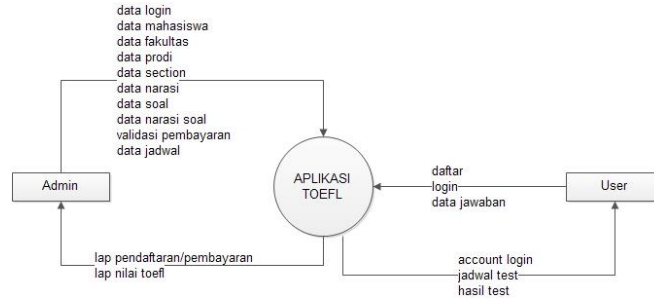 data login
data mahasiswa
data fakultas
data prodi
data section
data narasi
data soal
data narasi soal
validasi pembayaran
data jadwal
Admin
APLIKASI
TOEFL
daftar
login
data jawaban
User
lap pendaftaran/pembayaran
lap nilai toefl
account login
jadwal test
hasil test